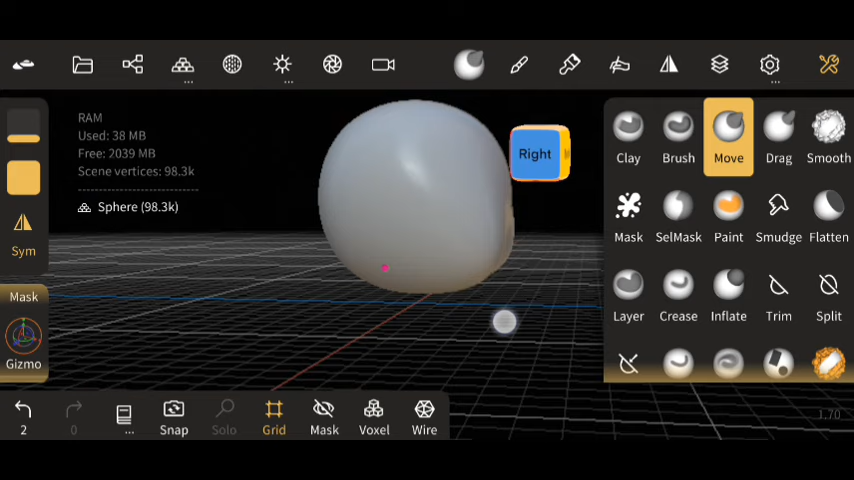 RAM
Used: 38 MB
Free: 2039 MB
Scene vertices: 98.3k
Sphere (98.3k)
Right
Sym
Mask
Gizmo
Clay Brush Move Drag Smooth
Mask SelMask Paint Smudge Flatten
Layer Crease Inflate Trim Split
2 0 ... Snap Solo Grid Mask Voxel Wire
1.70